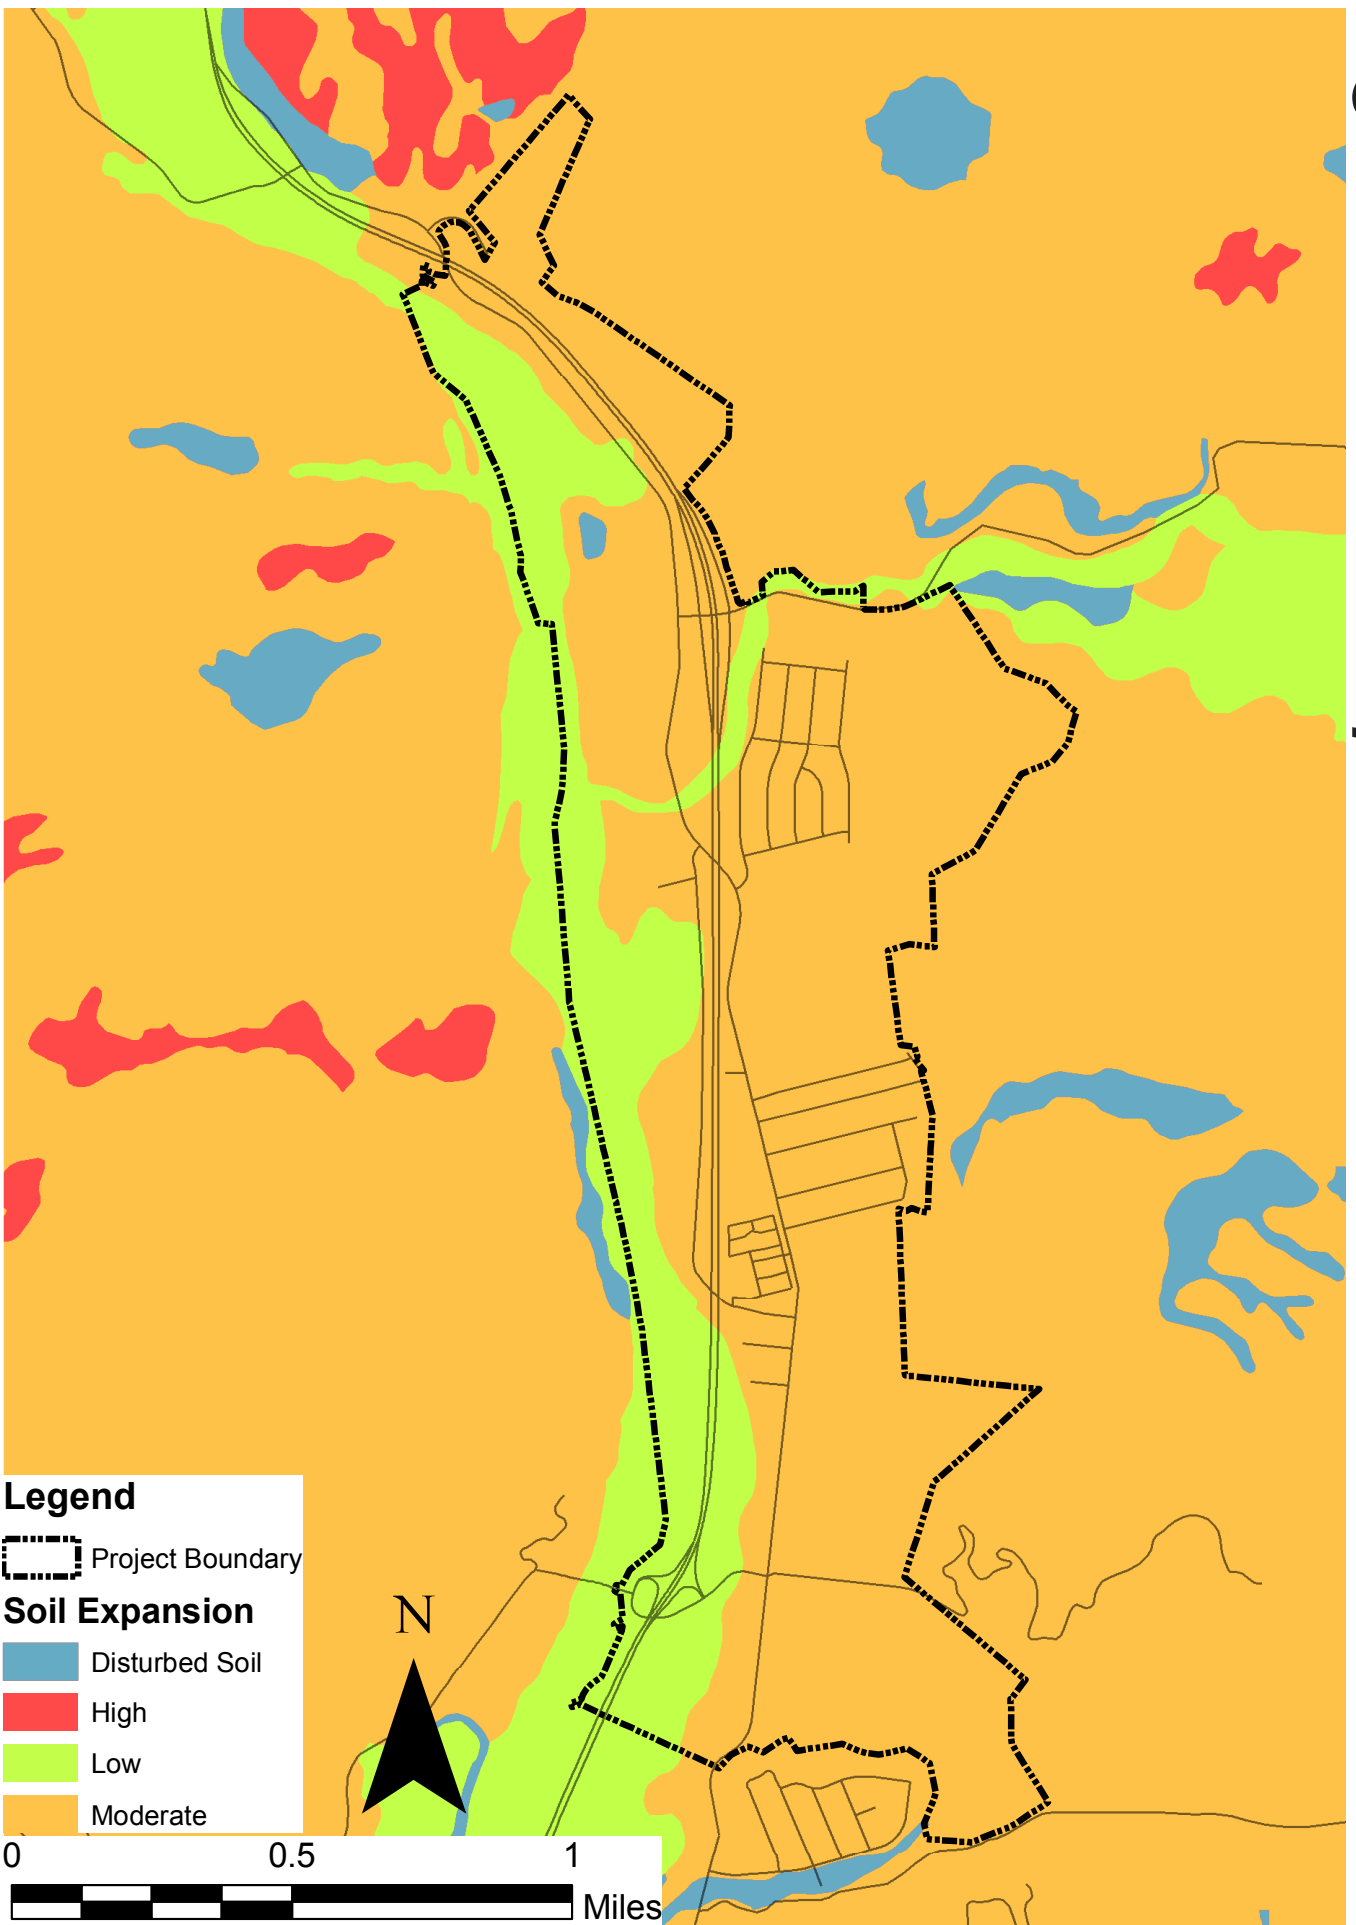 Legend
Project Boundary
Soil Expansion
Disturbed Soil
High
Low
Moderate
N
0 0.5 1
Miles